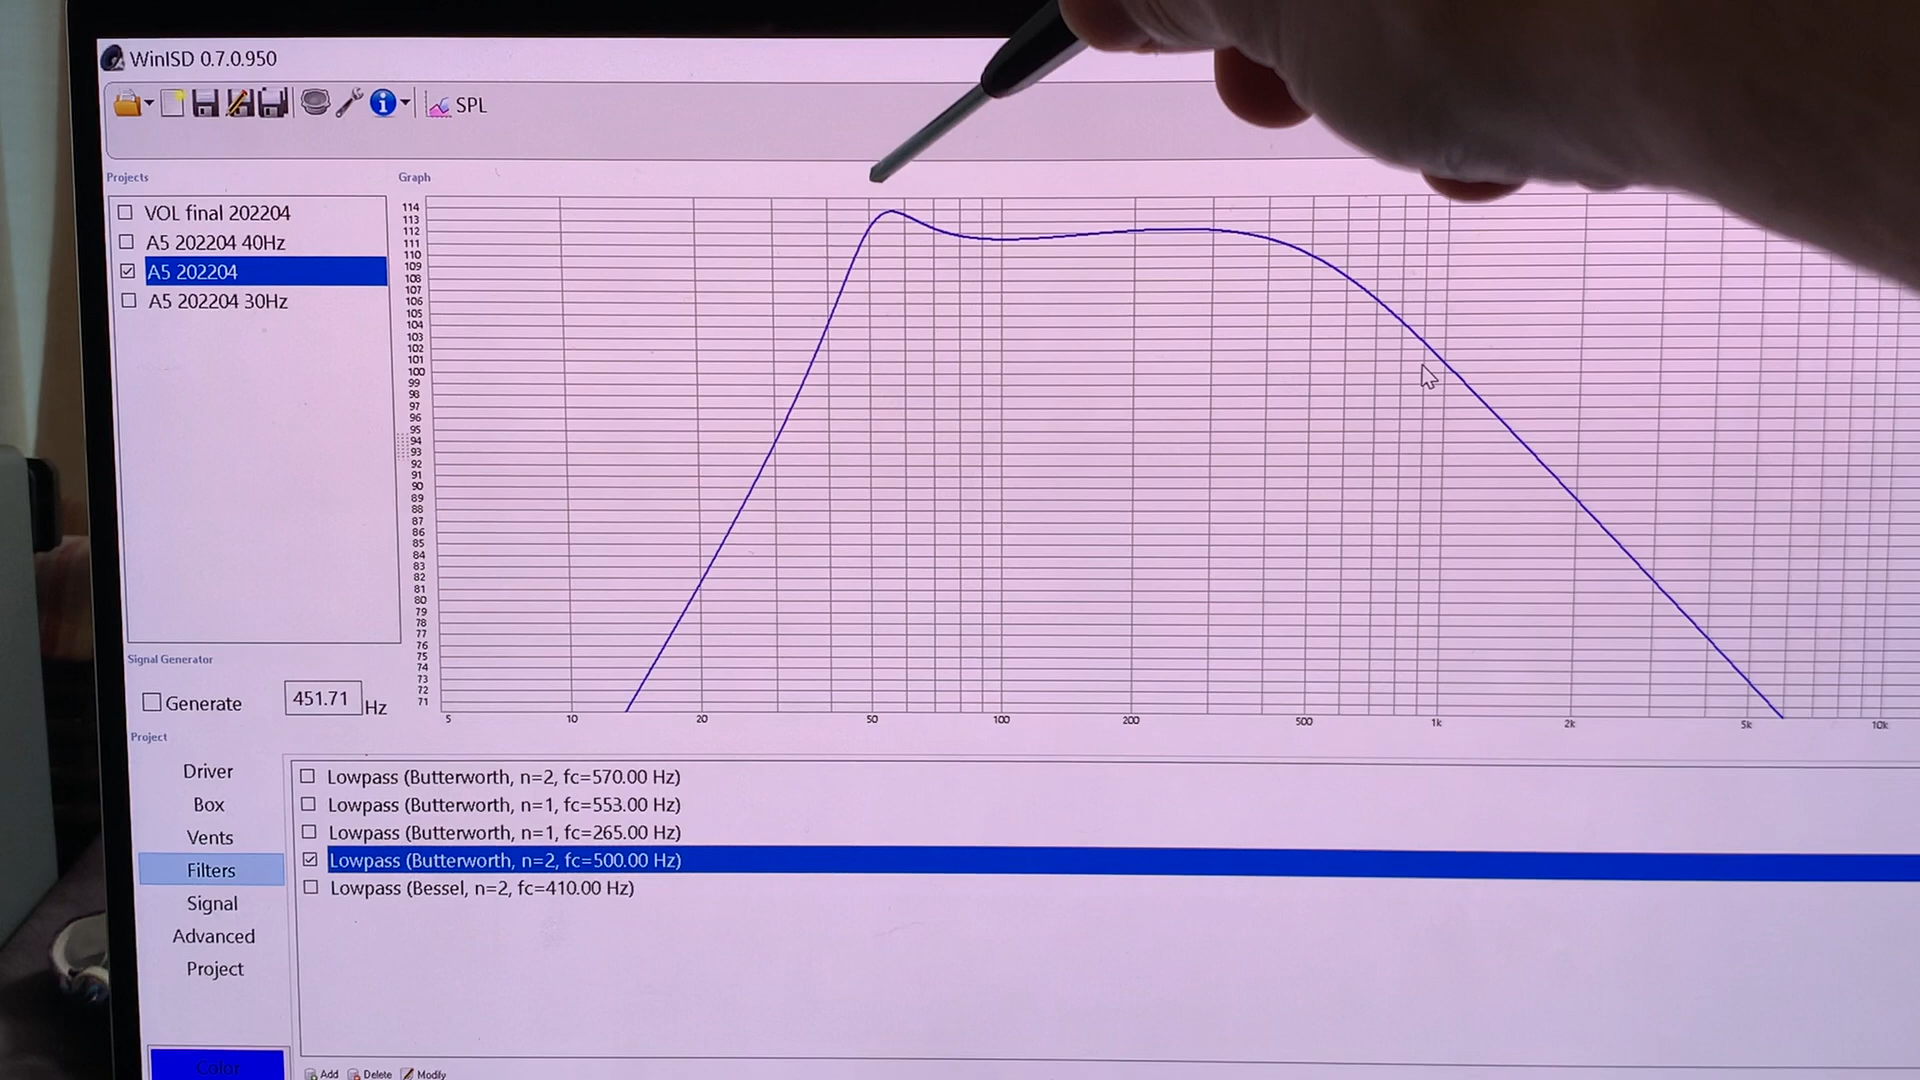 WinISD 0.7.0.950
SPL
Projects
Graph
VOL final 202204
A5 202204 40Hz
A5 202204
A5 202204 30Hz
114
113
112
111
110
109
108
107
106
105
104
103
102
101
100
99
98
97
96
95
94
93
92
91
90
89
88
87
86
85
84
83
82
81
80
79
78
77
76
75
74
73
72
71
5 10 20 50 100 200 500 1k 2k 5k 10k
Signal Generator
Generate 451.71 Hz
Project
Driver
Box
Vents
Filters
Signal
Advanced
Project
Lowpass (Butterworth, n=2, fc=570.00 Hz)
Lowpass (Butterworth, n=1, fc=553.00 Hz)
Lowpass (Butterworth, n=1, fc=265.00 Hz)
Lowpass (Butterworth, n=2, fc=500.00 Hz)
Lowpass (Bessel, n=2, fc=410.00 Hz)
Color
Add Delete Modify